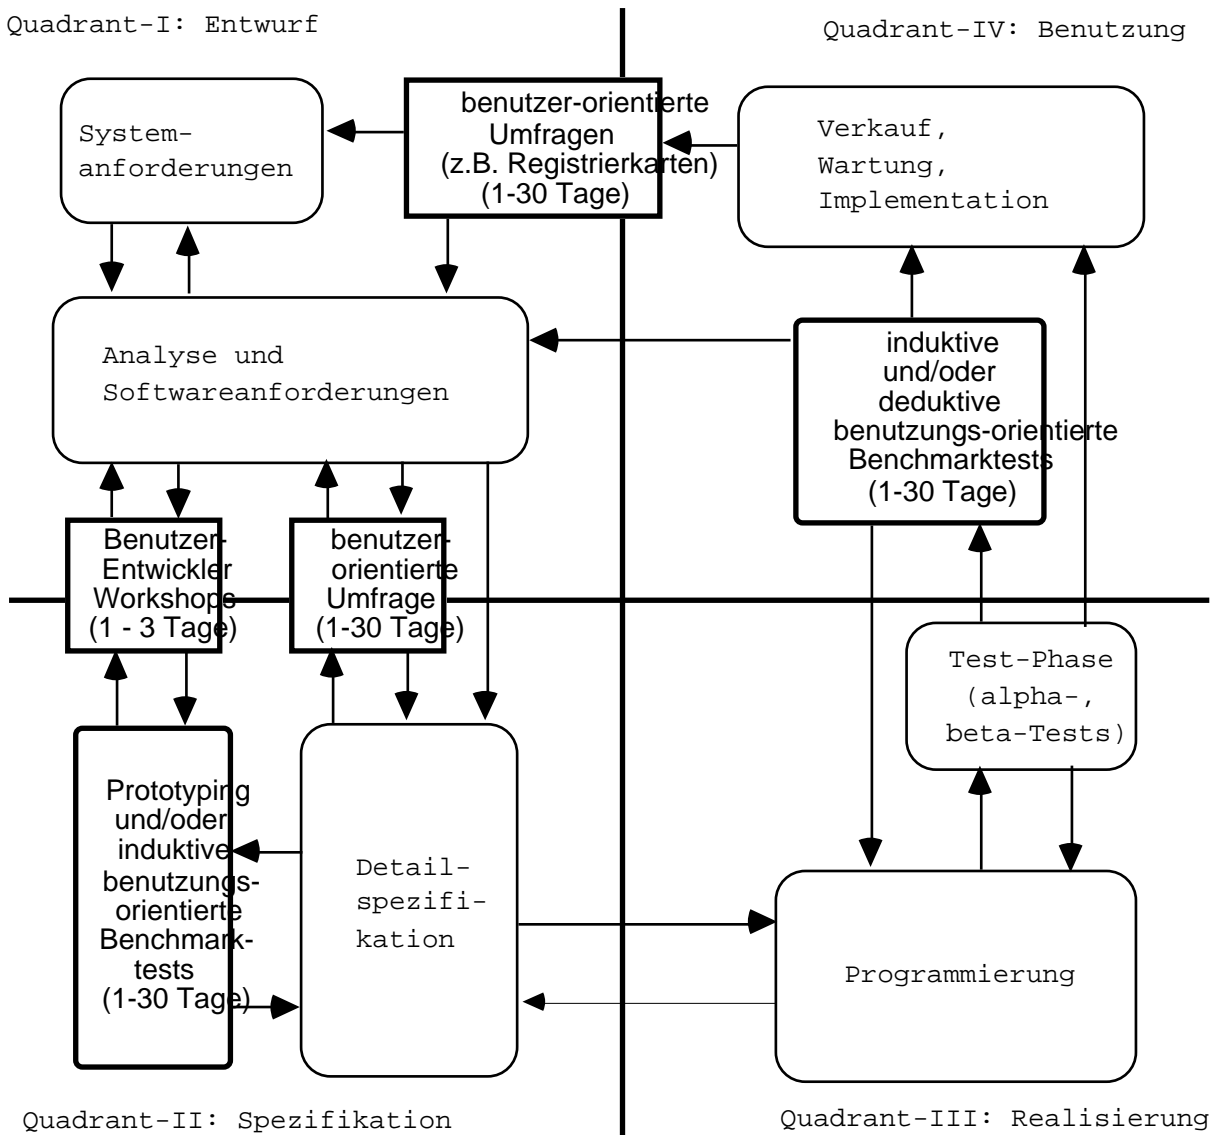 Quadrant-I: Entwurf
Quadrant-IV: Benutzung
System-
anforderungen
benutzer-orientierte
Umfragen
(z.B. Registrierkarten)
(1-30 Tage)
Verkauf,
Wartung,
Implementation
Analyse und
Softwareanforderungen
induktive
und/oder
deduktive
benutzungs-orientierte
Benchmarktests
(1-30 Tage)
Benutzer-
Entwickler
Workshops
(1 - 3 Tage)
benutzer-
orientierte
Umfrage
(1-30 Tage)
Test-Phase
(alpha-,
beta-Tests)
Prototyping
und/oder
induktive
benutzungs-
orientierte
Benchmark-
tests
(1-30 Tage)
Detail-
spezifi-
kation
Programmierung
Quadrant-II: Spezifikation
Quadrant-III: Realisierung